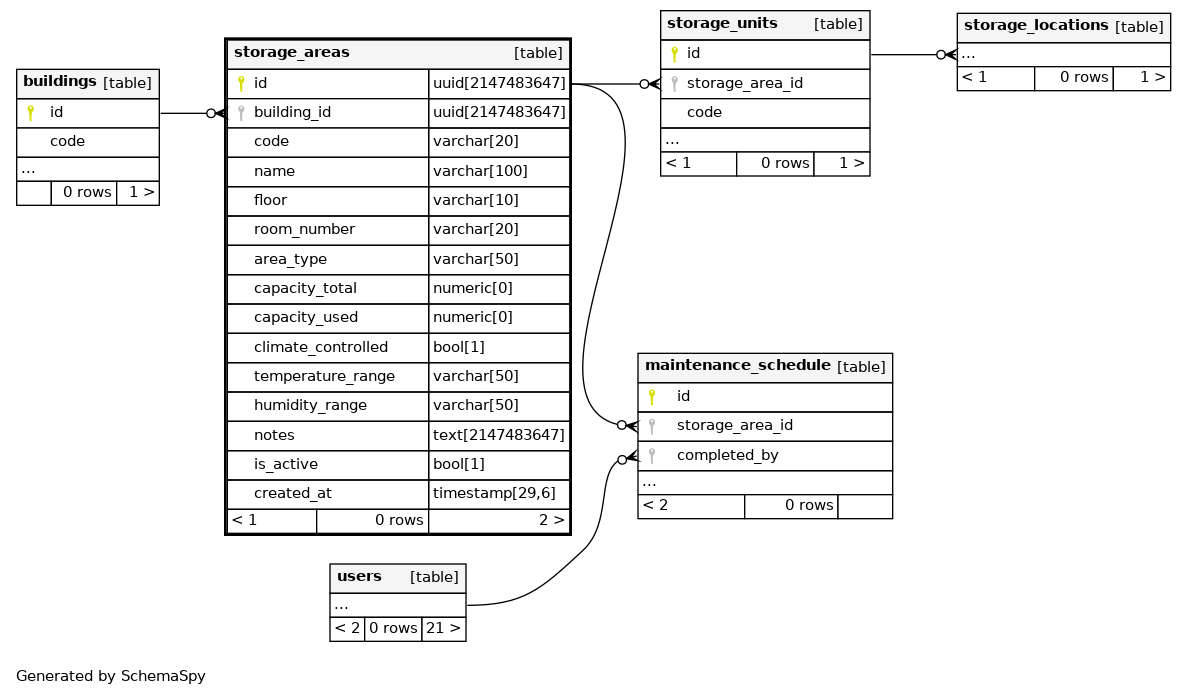 buildings [table]
id
code
...
0 rows 1 >
storage_areas [table]
id uuid[2147483647]
building_id uuid[2147483647]
code varchar[20]
name varchar[100]
floor varchar[10]
room_number varchar[20]
area_type varchar[50]
capacity_total numeric[0]
capacity_used numeric[0]
climate_controlled bool[1]
temperature_range varchar[50]
humidity_range varchar[50]
notes text[2147483647]
is_active bool[1]
created_at timestamp[29,6]
< 1 0 rows 2 >
storage_units [table]
id
storage_area_id
code
...
< 1 0 rows 1 >
storage_locations [table]
...
< 1 0 rows 1 >
maintenance_schedule [table]
id
storage_area_id
completed_by
...
< 2 0 rows
users [table]
...
< 2 0 rows 21 >
Generated by SchemaSpy